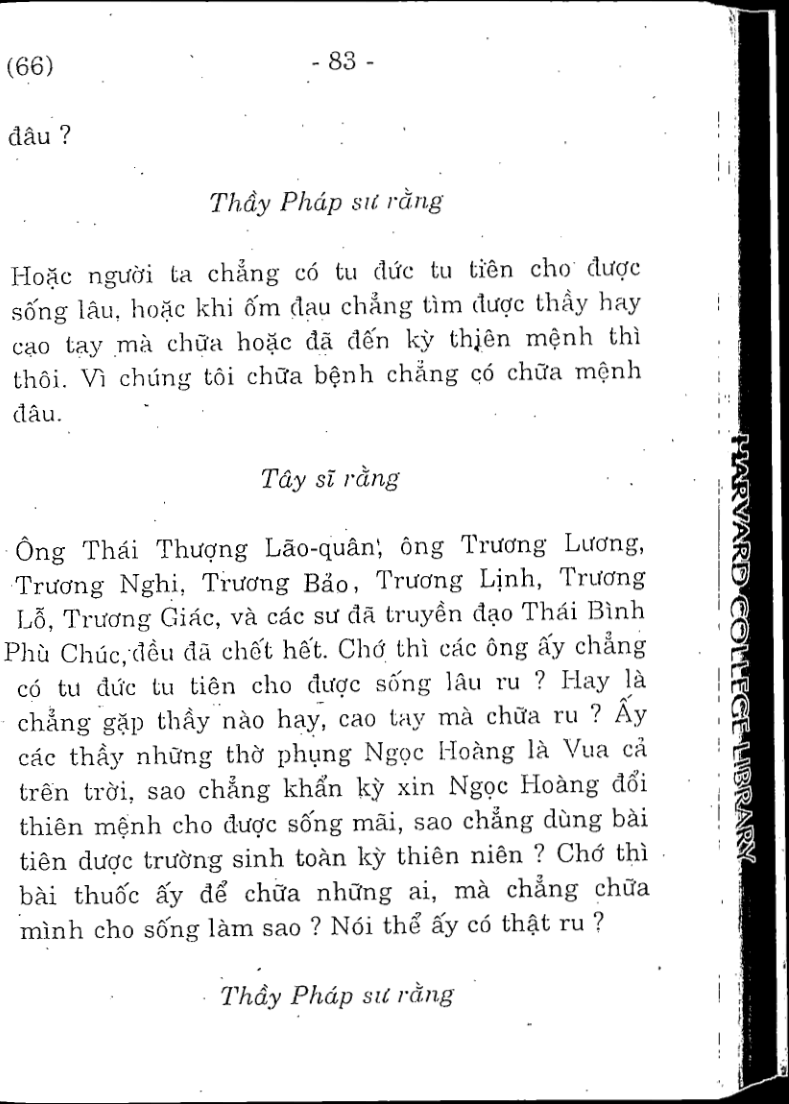 (66)
- 83 -
đâu ?
Thầy Pháp sư rằng
Hoặc người ta chẳng có tu đức tu tiên cho được
sống lâu, hoặc khi ốm đau chẳng tìm được thầy hay
cao tay mà chữa hoặc đã đến kỳ thiên mệnh thì
thôi. Vì chúng tôi chữa bệnh chẳng có chữa mệnh
đâu.
Tây sĩ rằng
Ông Thái Thượng Lão-quân, ông Trương Lương,
Trương Nghi, Trương Bảo, Trương Linh, Trương
Lỗ, Trương Giác, và các sư đã truyền đạo Thái Bình
Phù Chúc, đều đã chết hết. Chớ thì các ông ấy chẳng
có tu đức tu tiên cho được sống lâu ru ? Hay là
chẳng gặp thầy nào hay, cao tay mà chữa ru ? Ấy
các thầy những thờ phụng Ngọc Hoàng là Vua cả
trên trời, sao chẳng khẩn kỳ xin Ngọc Hoàng đổi
thiên mệnh cho được sống mãi, sao chẳng dùng bài
tiên dược trường sinh toàn kỳ thiên niên ? Chớ thì
bài thuốc ấy để chữa những ai, mà chẳng chữa
mình cho sống làm sao ? Nói thể ấy có thật ru ?
Thầy Pháp sư rằng
HARVARD COLLEGE LIBRARY